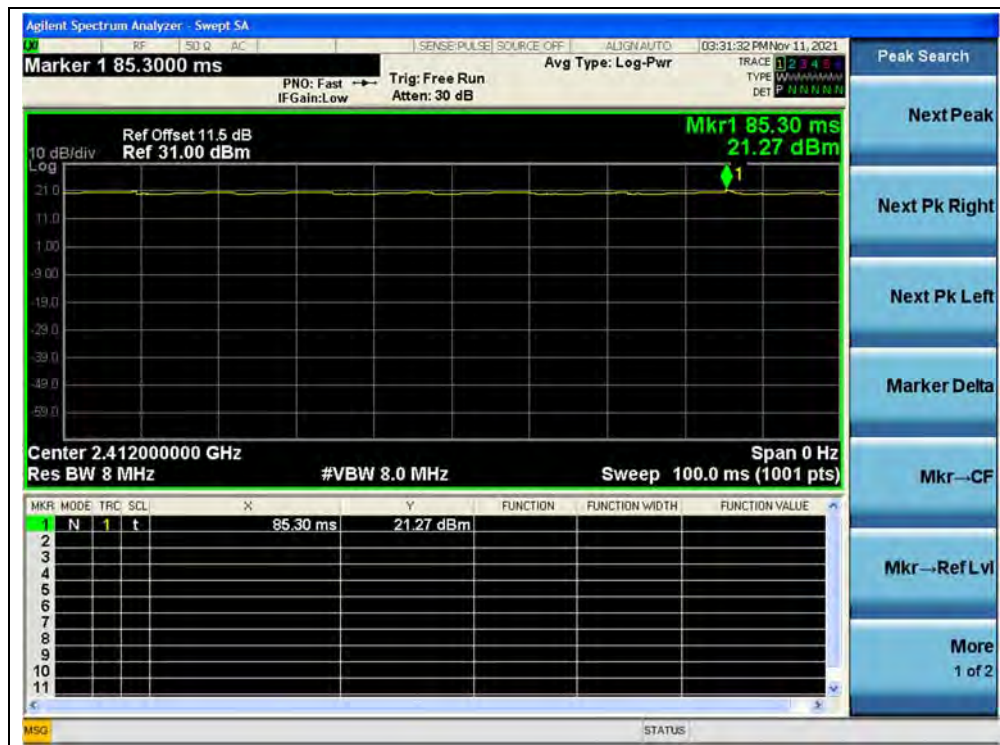 Agilent Spectrum Analyzer - Swept SA
RF 50 Ω AC SENSE:PULSE SOURCE OFF ALIGN AUTO 03:31:32 PM Nov 11, 2021
Marker 1 85.3000 ms
PNO: Fast
IFGain:Low
Trig: Free Run
Atten: 30 dB
Avg Type: Log-Pwr
TRACE 1 2 3 4 5 6
TYPE
DET P N N N N N
Mkr1 85.30 ms
21.27 dBm
Ref Offset 11.5 dB
10 dB/div Ref 31.00 dBm
Log
1
21.0
11.0
1.00
-9.00
-19.0
-29.0
-39.0
-49.0
-59.0
Center 2.412000000 GHz Span 0 Hz
Res BW 8 MHz #VBW 8.0 MHz Sweep 100.0 ms (1001 pts)
MKR MODE TRC SCL X Y FUNCTION FUNCTION WIDTH FUNCTION VALUE
1 N 1 t 85.30 ms 21.27 dBm
2
3
4
5
6
7
8
9
10
11
MSG STATUS
Peak Search
Next Peak
Next Pk Right
Next Pk Left
Marker Delta
Mkr→CF
Mkr→Ref Lvl
More
1 of 2